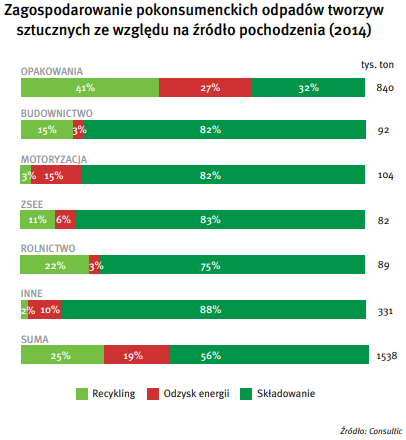 Zagospodarowanie pokonsumenckich odpadów tworzyw
sztucznych ze względu na źródło pochodzenia (2014)
tys. ton
OPAKOWANIA
41% 27% 32% 840
BUDOWNICTWO
15% 3% 82% 92
MOTORYZACJA
3% 15% 82% 104
ZSEE
11% 6% 83% 82
ROLNICTWO
22% 3% 75% 89
INNE
2% 10% 88% 331
SUMA
25% 19% 56% 1538
Recykling Odzysk energii Składowanie
Źródło: Consultic